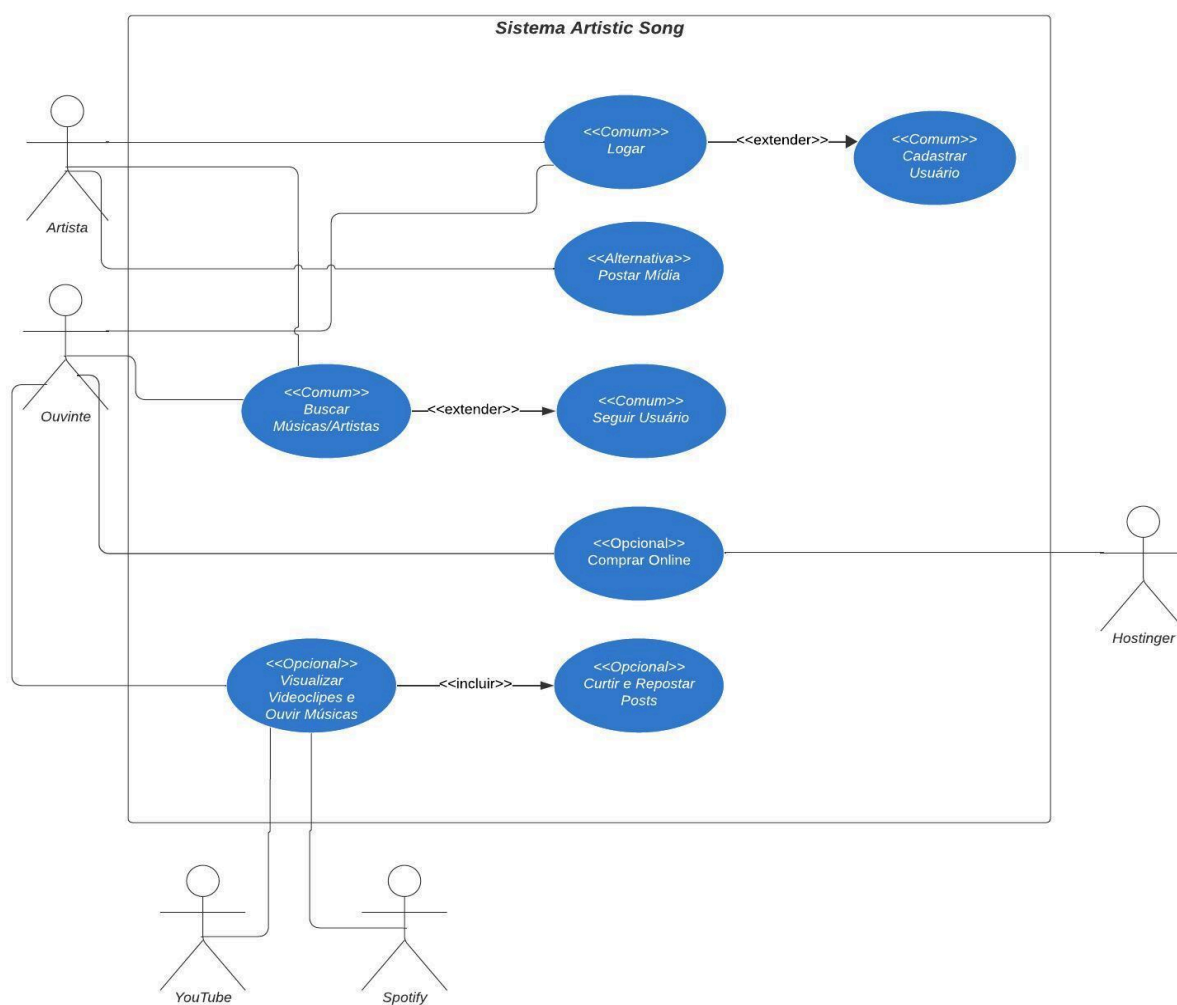 Sistema Artistic Song
Artista
<<Comum>>
Logar
<<extender>>
<<Comum>>
Cadastrar
Usuário
<<Alternativa>>
Postar Mídia
Ouvinte
<<Comum>>
Buscar
Músicas/Artistas
<<extender>>
<<Comum>>
Seguir Usuário
<<Opcional>>
Comprar Online
Hostinger
<<Opcional>>
Visualizar
Videoclipes e
Ouvir Músicas
<<incluir>>
<<Opcional>>
Curtir e Repostar
Posts
YouTube
Spotify